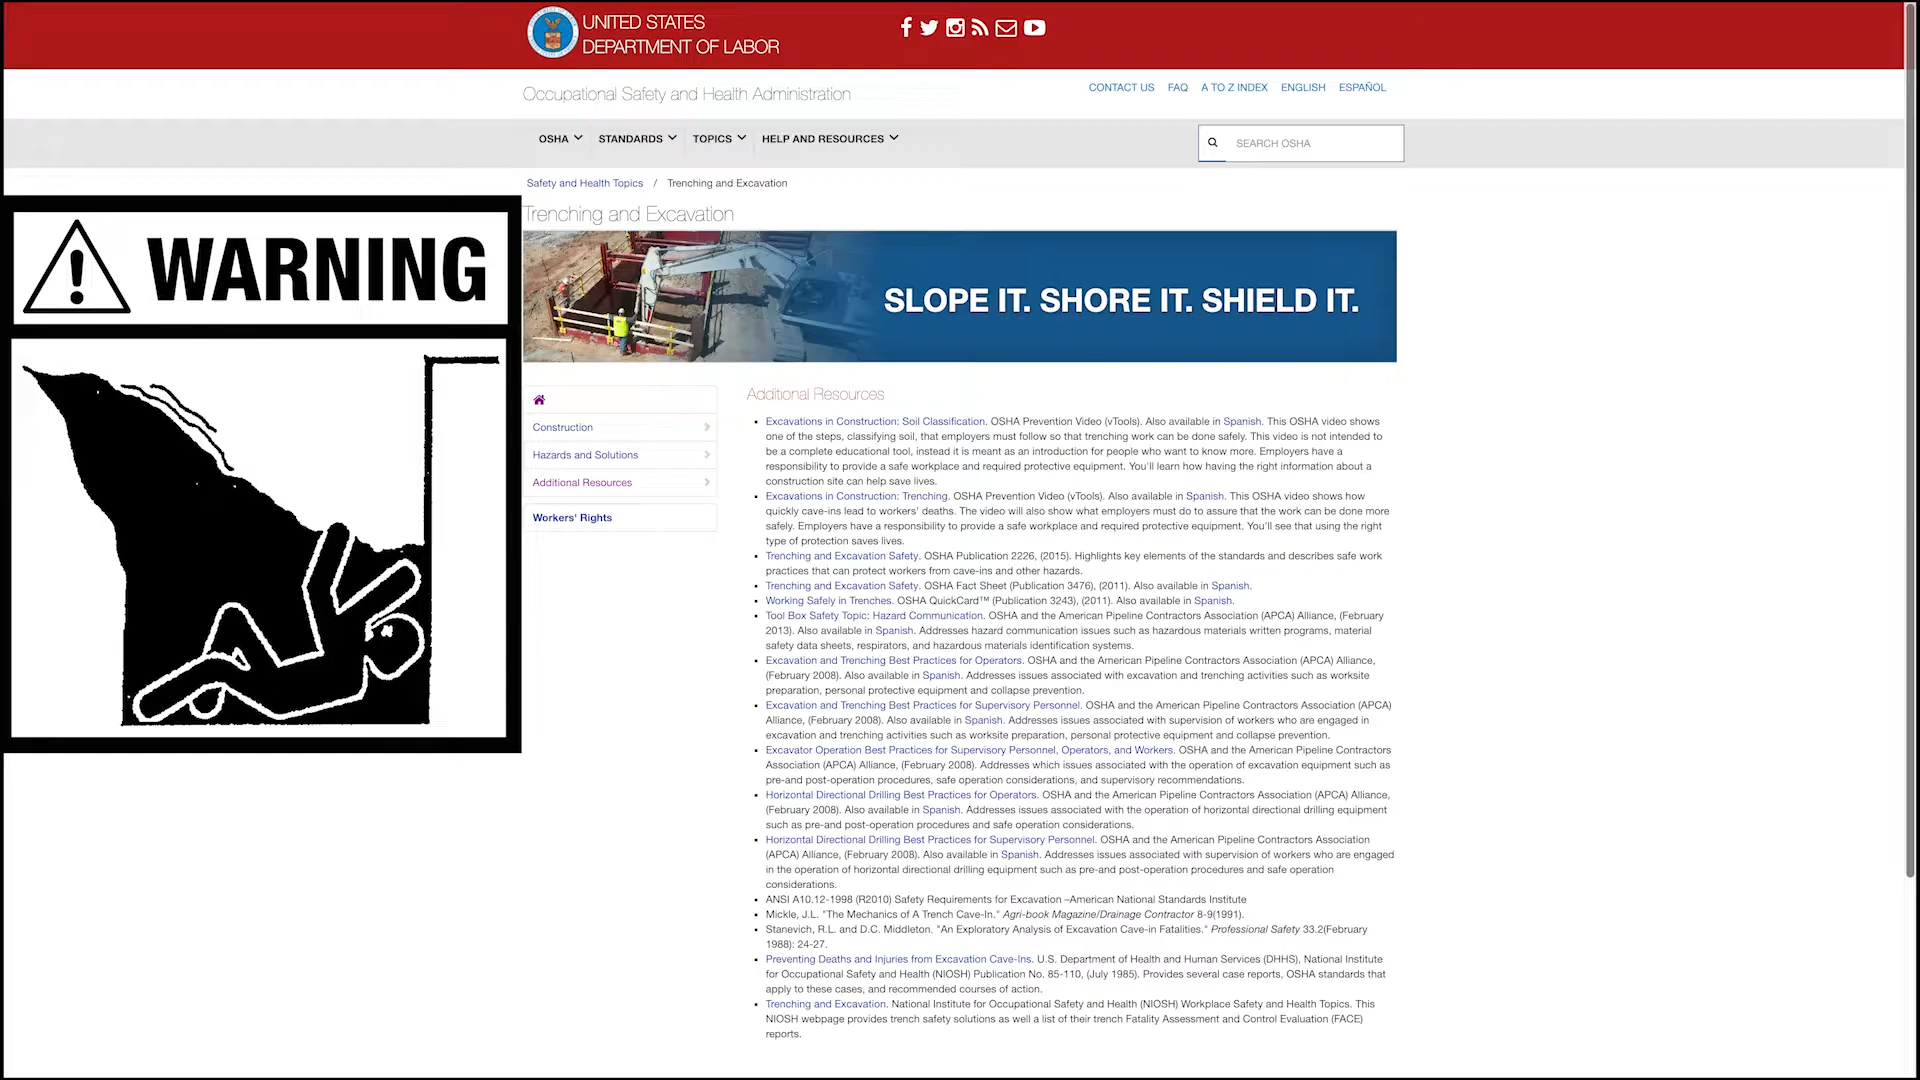 UNITED STATES
DEPARTMENT OF LABOR
Occupational Safety and Health Administration
CONTACT US FAQ A TO Z INDEX ENGLISH ESPAÑOL
OSHA STANDARDS TOPICS HELP AND RESOURCES
SEARCH OSHA
Safety and Health Topics / Trenching and Excavation
Trenching and Excavation
WARNING
SLOPE IT. SHORE IT. SHIELD IT.
Construction
Hazards and Solutions
Additional Resources
Workers' Rights
Additional Resources
Excavations in Construction: Soil Classification. OSHA Prevention Video (vTools). Also available in Spanish. This OSHA video shows
one of the steps, classifying soil, that employers must follow so that trenching work can be done safely. This video is not intended to
be a complete educational tool, instead it is meant as an introduction for people who want to know more. Employers have a
responsibility to provide a safe workplace and required protective equipment. You'll learn how having the right information about a
construction site can help save lives.
Excavations in Construction: Trenching. OSHA Prevention Video (vTools). Also available in Spanish. This OSHA video shows how
quickly cave-ins lead to workers' deaths. The video will also show what employers must do to assure that the work can be done more
safely. Employers have a responsibility to provide a safe workplace and required protective equipment. You'll see that using the right
type of protection saves lives.
Trenching and Excavation Safety. OSHA Publication 2226, (2015). Highlights key elements of the standards and describes safe work
practices that can protect workers from cave-ins and other hazards.
Trenching and Excavation Safety. OSHA Fact Sheet (Publication 3476), (2011). Also available in Spanish.
Working Safely in Trenches. OSHA QuickCard™ (Publication 3243), (2011). Also available in Spanish.
Tool Box Safety Topic: Hazard Communication. OSHA and the American Pipeline Contractors Association (APCA) Alliance, (February
2013). Also available in Spanish. Addresses hazard communication issues such as hazardous materials written programs, material
safety data sheets, respirators, and hazardous materials identification systems.
Excavation and Trenching Best Practices for Operators. OSHA and the American Pipeline Contractors Association (APCA) Alliance,
(February 2008). Also available in Spanish. Addresses issues associated with excavation and trenching activities such as worksite
preparation, personal protective equipment and collapse prevention.
Excavation and Trenching Best Practices for Supervisory Personnel. OSHA and the American Pipeline Contractors Association (APCA)
Alliance, (February 2008). Also available in Spanish. Addresses issues associated with supervision of workers who are engaged in
excavation and trenching activities such as worksite preparation, personal protective equipment and collapse prevention.
Excavator Operation Best Practices for Supervisory Personnel, Operators, and Workers. OSHA and the American Pipeline Contractors
Association (APCA) Alliance, (February 2008). Addresses which issues associated with the operation of excavation equipment such as
pre-and post-operation procedures, safe operation considerations, and supervisory recommendations.
Horizontal Directional Drilling Best Practices for Operators. OSHA and the American Pipeline Contractors Association (APCA) Alliance,
(February 2008). Also available in Spanish. Addresses issues associated with the operation of horizontal directional drilling equipment
such as pre-and post-operation procedures and safe operation considerations.
Horizontal Directional Drilling Best Practices for Supervisory Personnel. OSHA and the American Pipeline Contractors Association
(APCA) Alliance, (February 2008). Also available in Spanish. Addresses issues associated with supervision of workers who are engaged
in the operation of horizontal directional drilling equipment such as pre-and post-operation procedures and safe operation
considerations.
ANSI A10.12-1998 (R2010) Safety Requirements for Excavation –American National Standards Institute
Mickle, J.L. "The Mechanics of A Trench Cave-In." Agri-book Magazine/Drainage Contractor 8-9(1991).
Stanevich, R.L. and D.C. Middleton. "An Exploratory Analysis of Excavation Cave-in Fatalities." Professional Safety 33.2(February
1988): 24-27.
Preventing Deaths and Injuries from Excavation Cave-Ins. U.S. Department of Health and Human Services (DHHS), National Institute
for Occupational Safety and Health (NIOSH) Publication No. 85-110, (July 1985). Provides several case reports, OSHA standards that
apply to these cases, and recommended courses of action.
Trenching and Excavation. National Institute for Occupational Safety and Health (NIOSH) Workplace Safety and Health Topics. This
NIOSH webpage provides trench safety solutions as well a list of their trench Fatality Assessment and Control Evaluation (FACE)
reports.